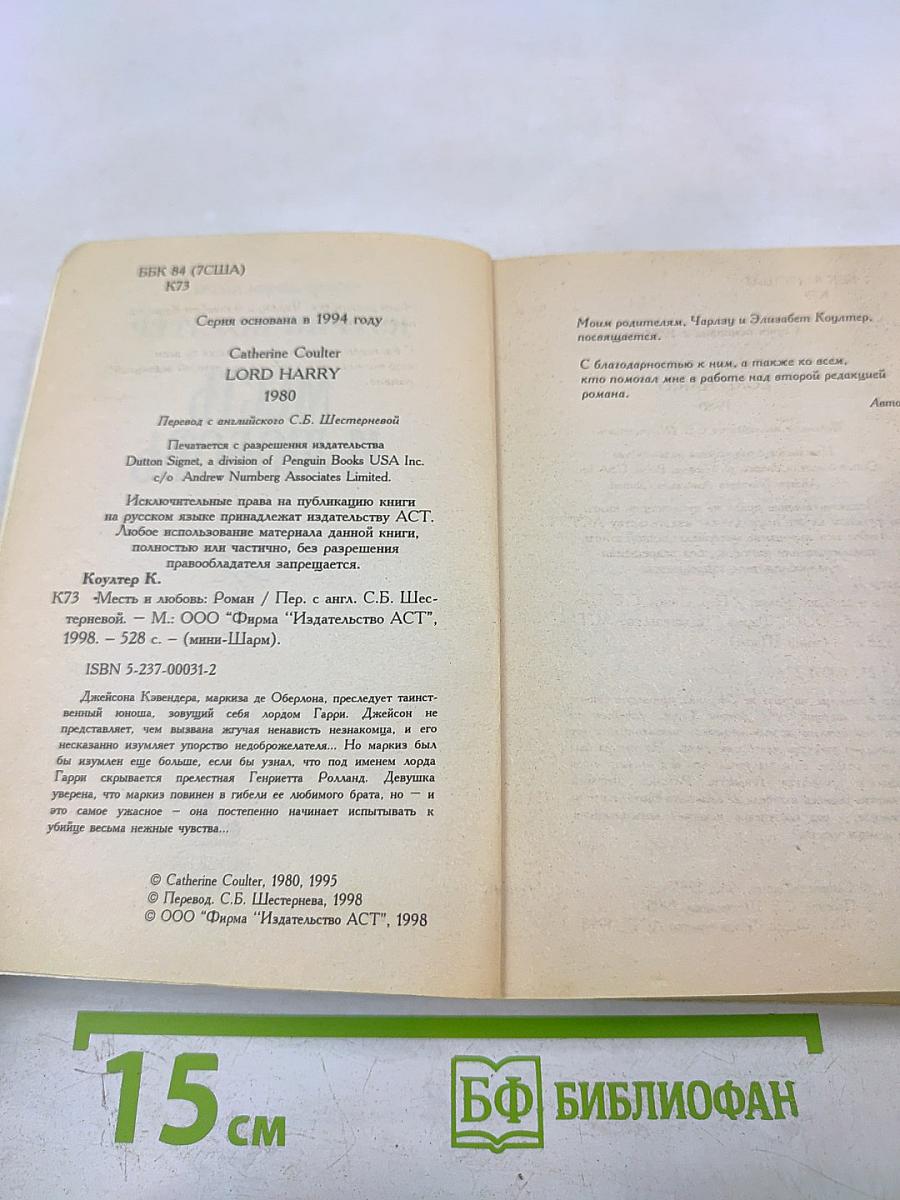 ББК 84 (7США)
К73
Серия основана в 1994 году
Catherine Coulter
LORD HARRY
1980
Перевод с английского С.Б. Шестерневой
Печатается с разрешения издательства
Dutton Signet, a division of Penguin Books USA Inc.
c/o Andrew Nurnberg Associates Limited.
Исключительные права на публикацию книги
на русском языке принадлежат издательству АСТ.
Любое использование материала данной книги,
полностью или частично, без разрешения
правообладателя запрещается.
Коултер К.
К73 Месть и любовь: Роман / Пер. с англ. С.Б. Шес-
терневой. — М.: ООО "Фирма "Издательство АСТ",
1998. – 528 с. – (мини-Шарм).
ISBN 5-237-00031-2
Джейсона Кэвендера, маркиза де Оберлона, преследует таинст-
венный юноша, зовущий себя лордом Гарри. Джейсон не
представляет, чем вызвана жгучая ненависть незнакомца, и его
несказанно изумляет упорство недоброжелателя... Но маркиз был
бы изумлен еще больше, если бы узнал, что под именем лорда
Гарри скрывается прелестная Генриетта Ролланд. Девушка
уверена, что маркиз повинен в гибели ее любимого брата, но — и
это самое ужасное — она постепенно начинает испытывать к
убийце весьма нежные чувства...
© Catherine Coulter, 1980, 1995
© Перевод. С.Б. Шестернева, 1998
© ООО "Фирма "Издательство АСТ", 1998
Моим родителям, Чарлзу и Элизабет Коултер,
посвящается.
С благодарностью к ним, а также ко всем,
кто помогал мне в работе над второй редакцией
романа.
Авто
15 см
БФ БИБЛИОФАН